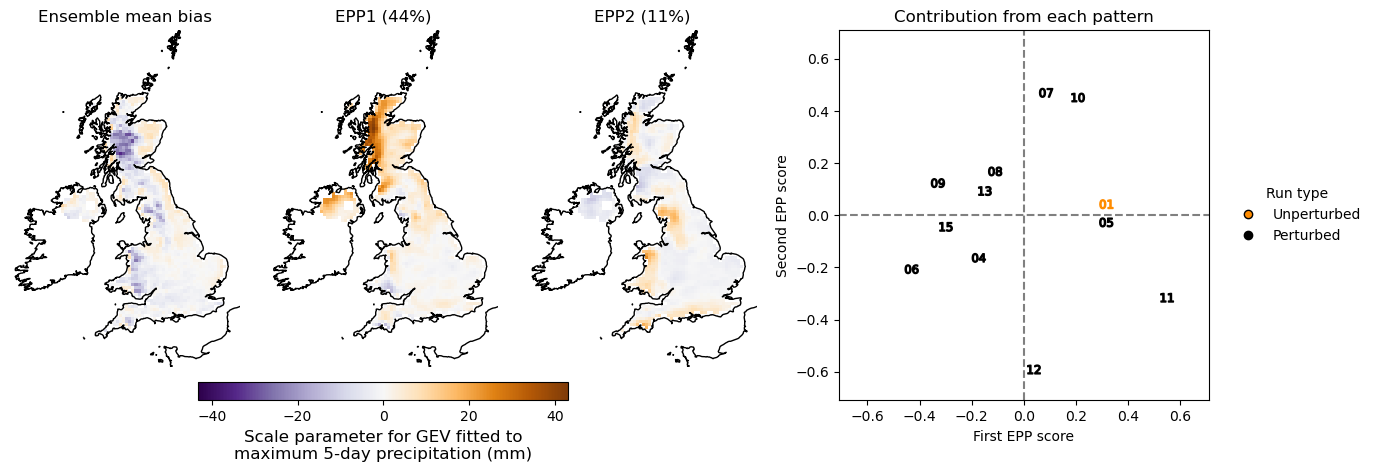 Ensemble mean bias
EPP1 (44%)
EPP2 (11%)
−40
−20
0
20
40
Scale parameter for GEV fitted to
maximum 5-day precipitation (mm)
Contribution from each pattern
0.6
0.4
0.2
0.0
−0.2
−0.4
−0.6
Second EPP score
07
10
08
09
13
01
05
15
04
06
11
12
−0.6
−0.4
−0.2
0.0
0.2
0.4
0.6
First EPP score
Run type
Unperturbed
Perturbed